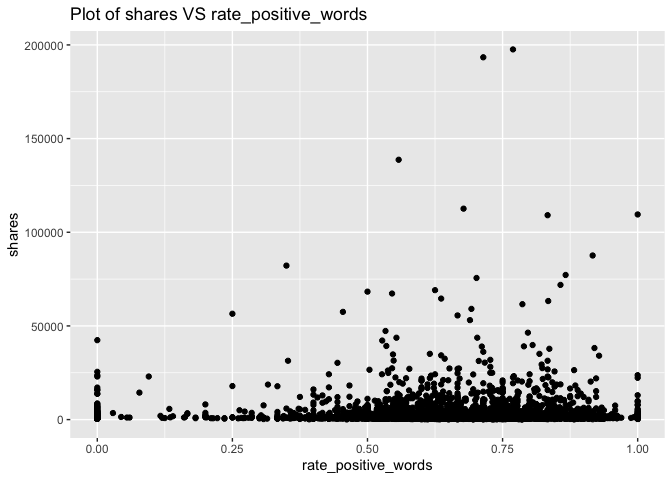 Plot of shares VS rate_positive_words
200000
150000
100000
50000
0
shares
0.00 0.25 0.50 0.75 1.00
rate_positive_words